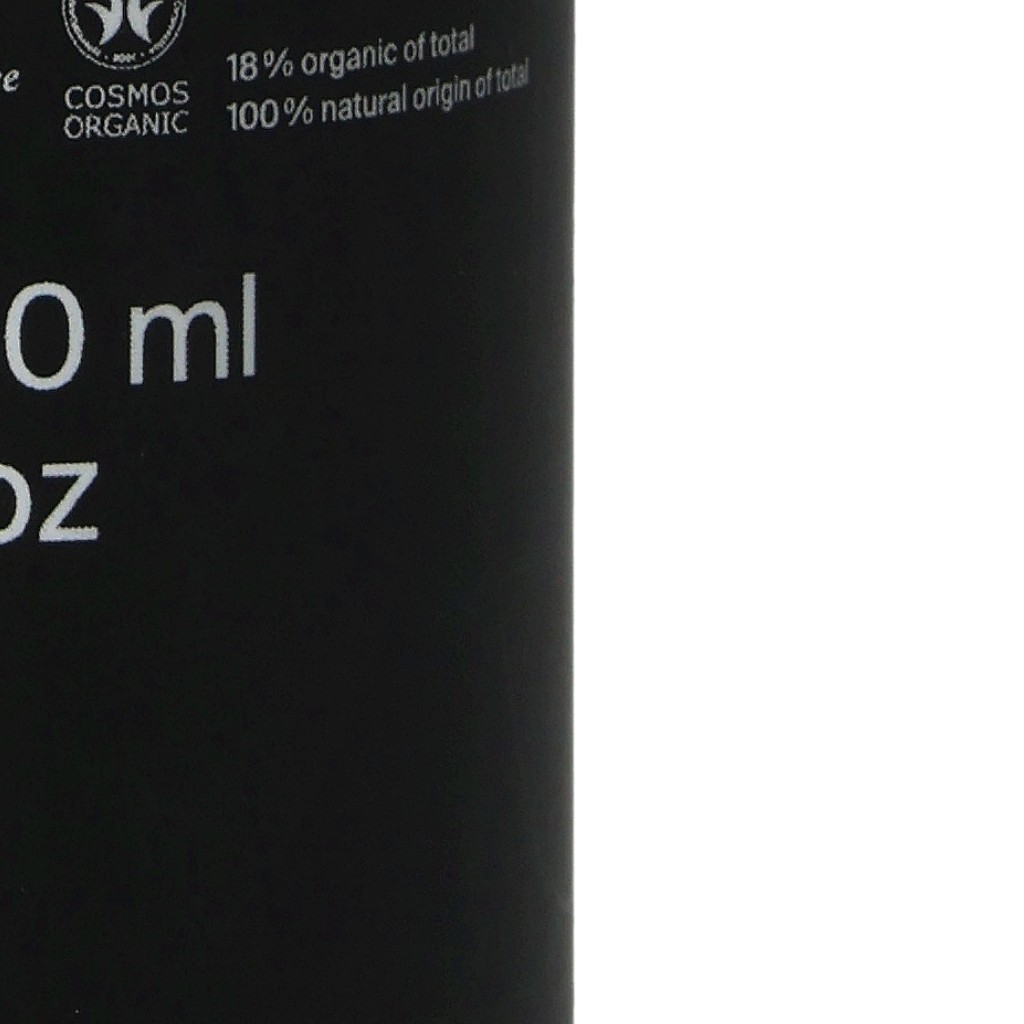 COSMOS
ORGANIC
18% organic of total
100% natural origin of total
0 ml
oz